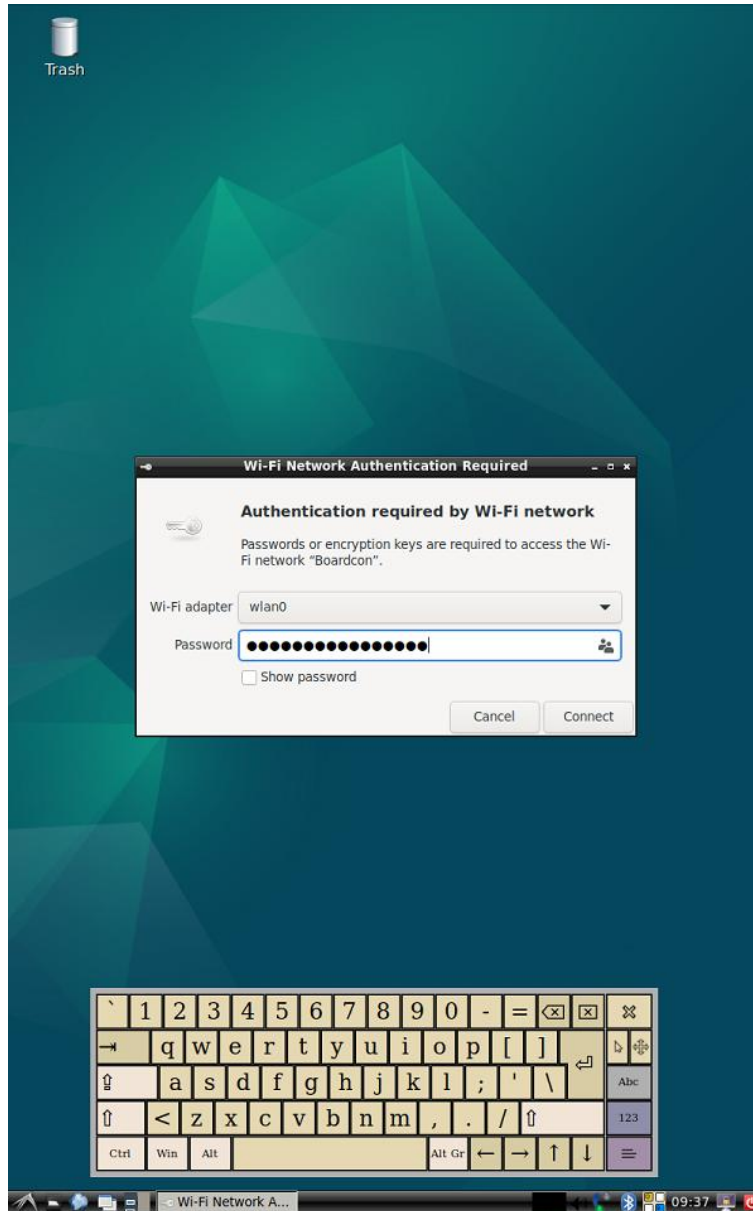 Trash
Wi-Fi Network Authentication Required
Authentication required by Wi-Fi network
Passwords or encryption keys are required to access the Wi-
Fi network “Boardcon”.
Wi-Fi adapter wlan0
Password ●●●●●●●●●●●●●●●●
Show password
Cancel Connect
` 1 2 3 4 5 6 7 8 9 0 - =
q w e r t y u i o p [ ]
a s d f g h j k l ; ' \ Abc
< z x c v b n m , . / 123
Ctrl Win Alt Alt Gr ← → ↑ ↓
Wi-Fi Network A... 09:37